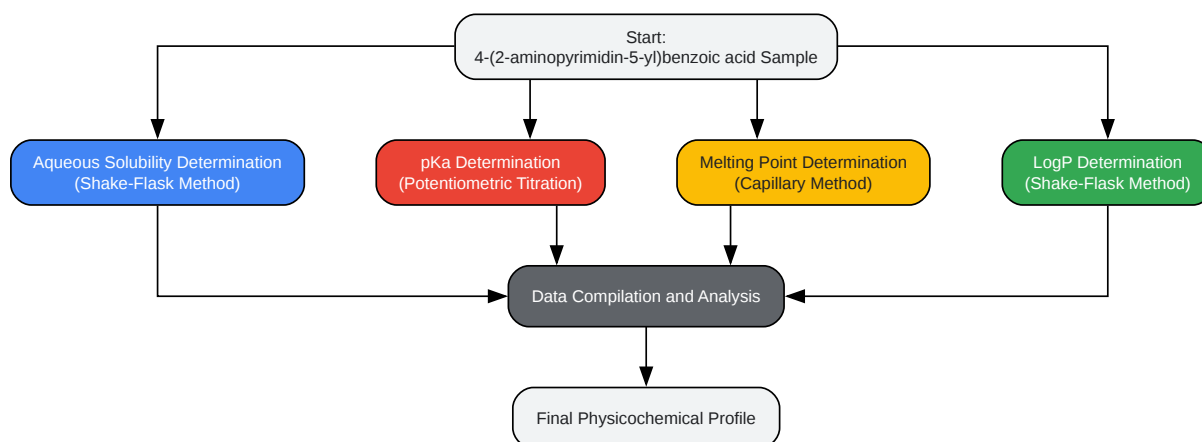 Start:
4-(2-aminopyrimidin-5-yl)benzoic acid Sample
Aqueous Solubility Determination
(Shake-Flask Method)
pKa Determination
(Potentiometric Titration)
Melting Point Determination
(Capillary Method)
LogP Determination
(Shake-Flask Method)
Data Compilation and Analysis
Final Physicochemical Profile